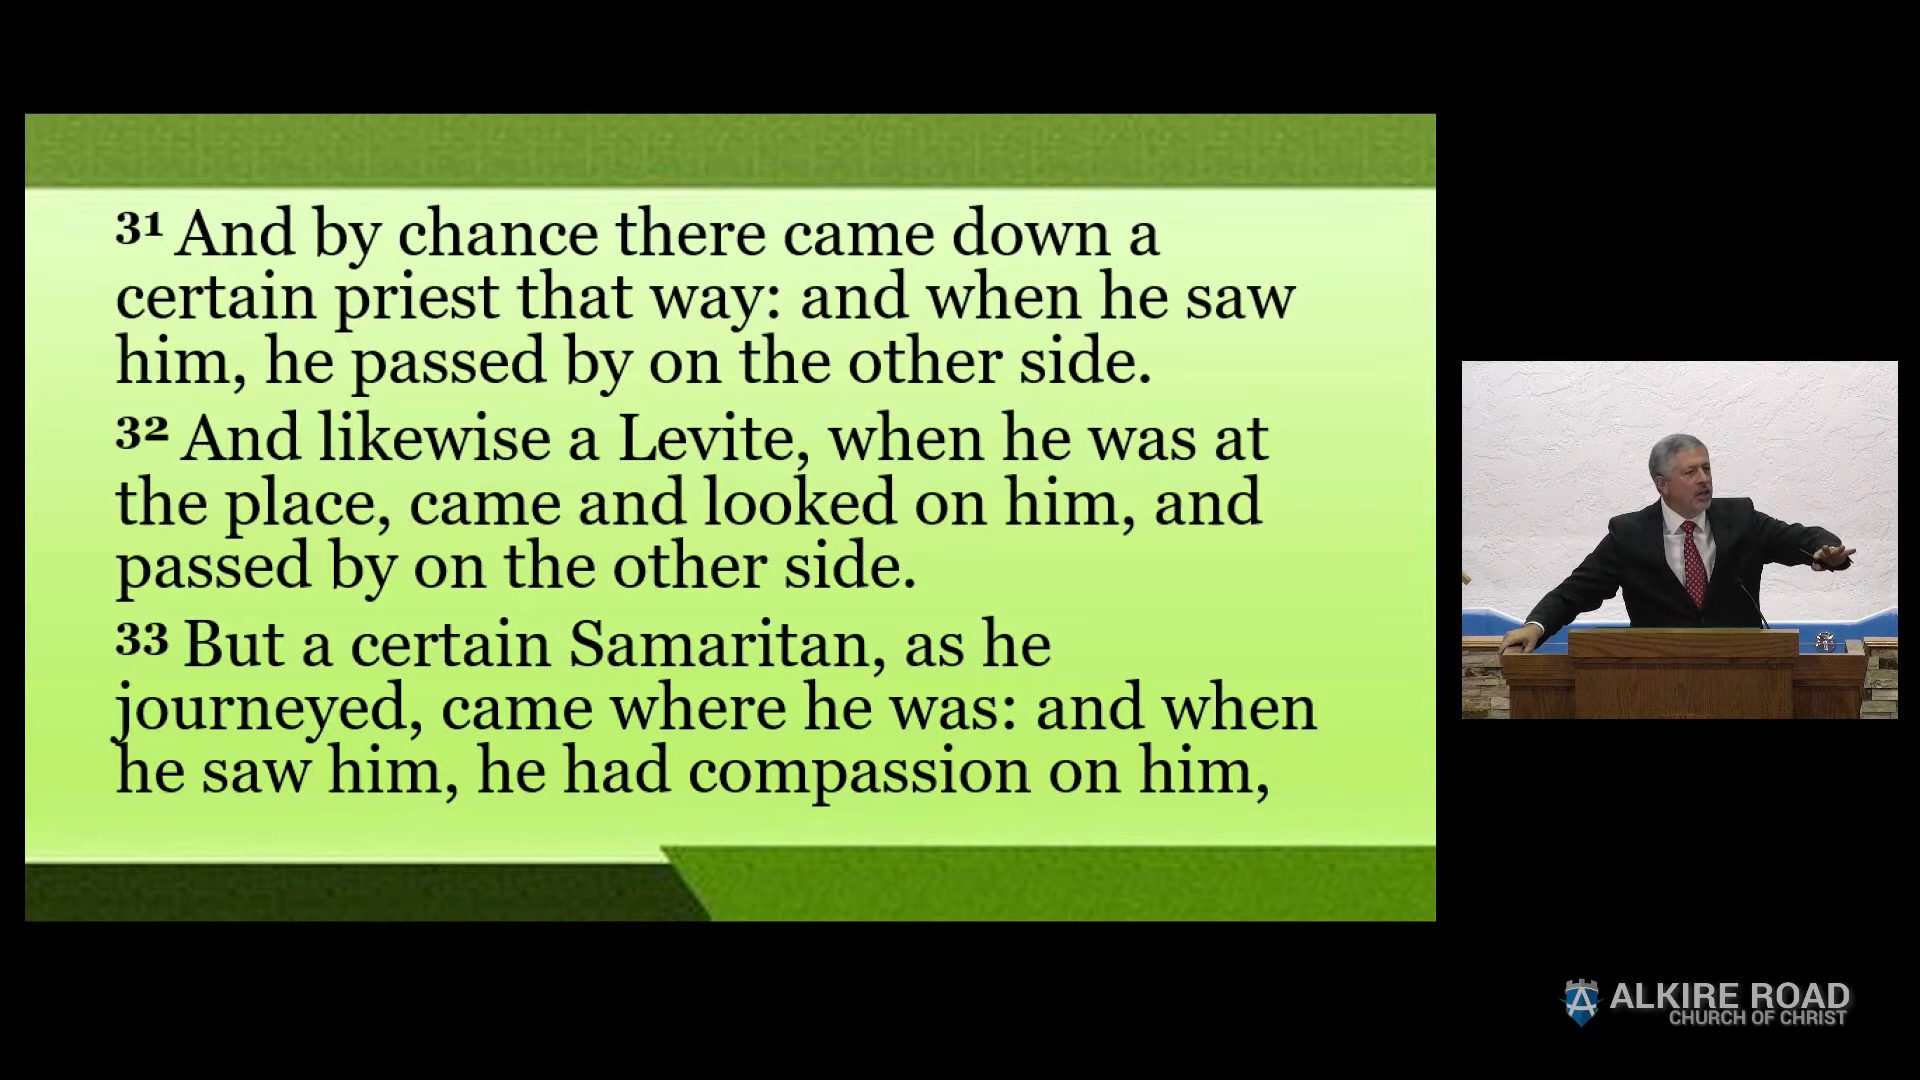 31 And by chance there came down a
certain priest that way: and when he saw
him, he passed by on the other side.
32 And likewise a Levite, when he was at
the place, came and looked on him, and
passed by on the other side.
33 But a certain Samaritan, as he
journeyed, came where he was: and when
he saw him, he had compassion on him,
ALKIRE ROAD
CHURCH OF CHRIST